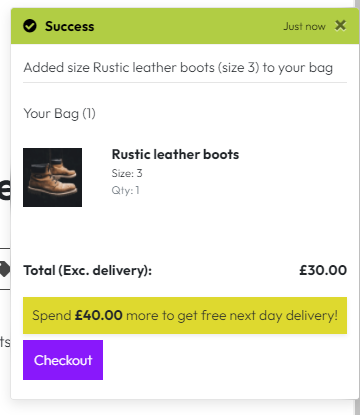 Success
Just now
Added size Rustic leather boots (size 3) to your bag
Your Bag (1)
Rustic leather boots
Size: 3
Qty: 1
Total (Exc. delivery):
£30.00
Spend £40.00 more to get free next day delivery!
Checkout